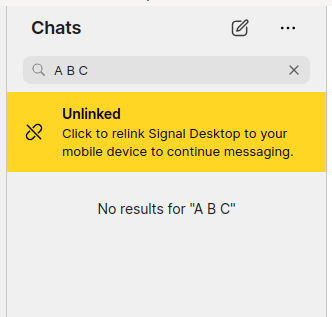 Chats
A B C
Unlinked
Click to relink Signal Desktop to your
mobile device to continue messaging.
No results for "A B C"